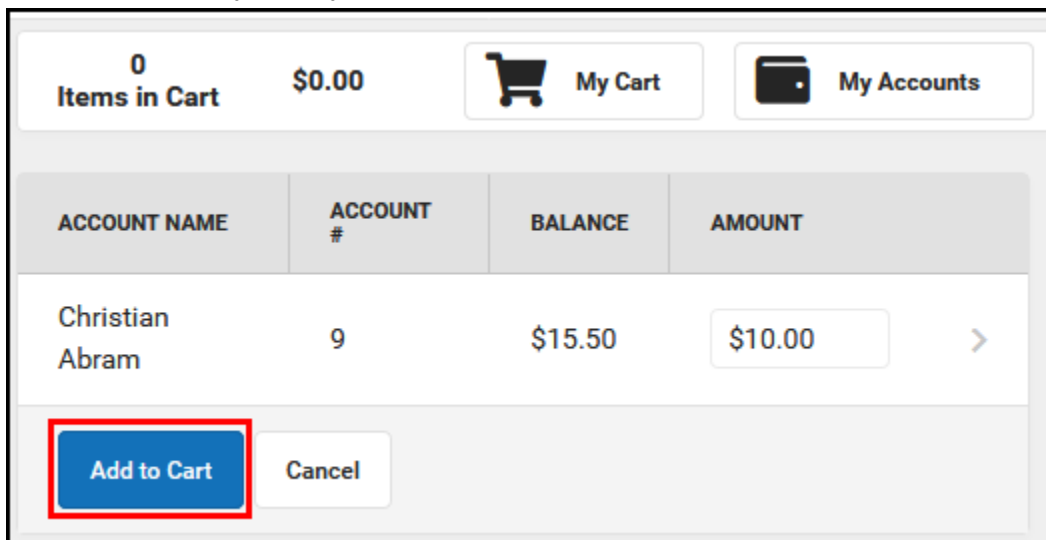 0
Items in Cart
$0.00
My Cart
My Accounts
ACCOUNT NAME
ACCOUNT
#
BALANCE
AMOUNT
Christian
Abram
9
$15.50
$10.00
Add to Cart
Cancel